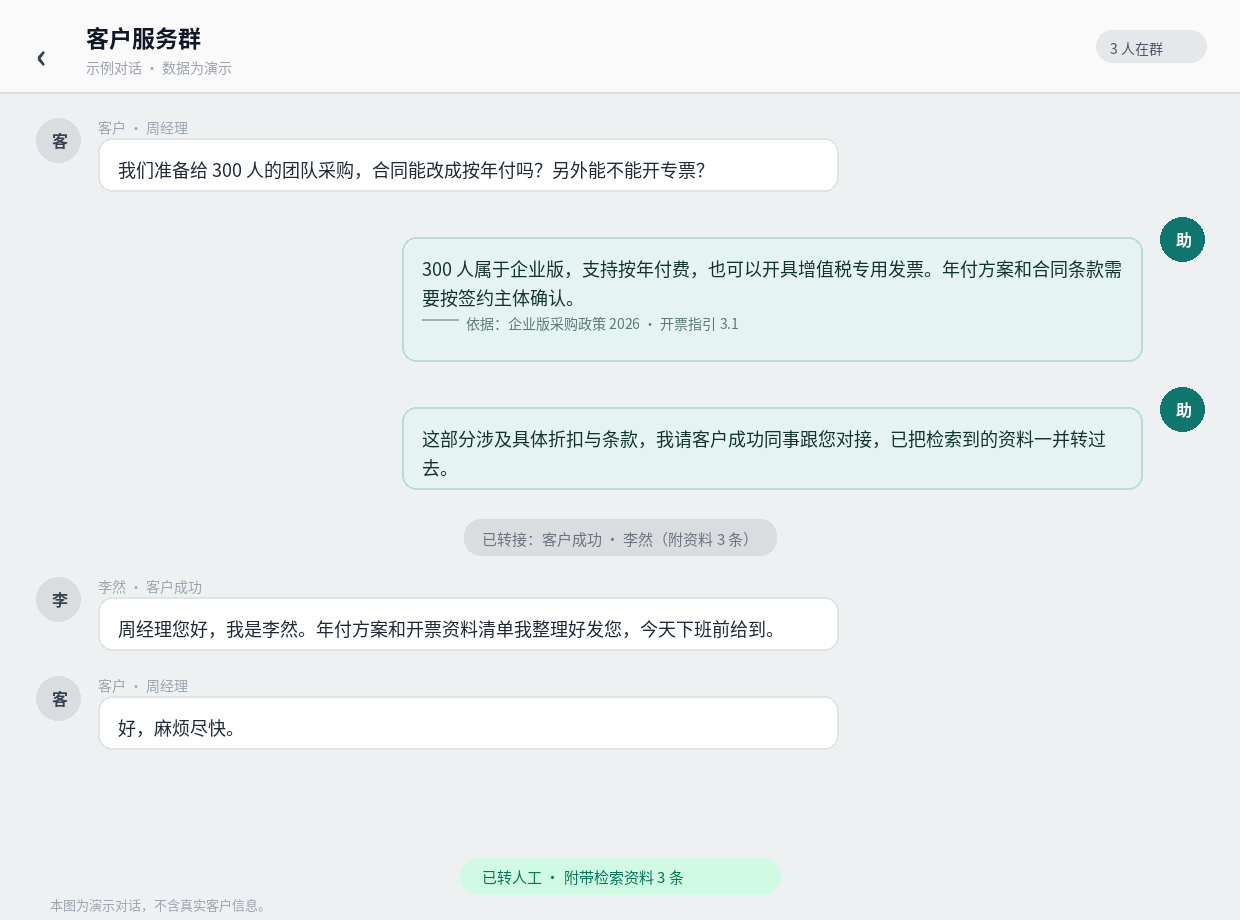 ‹
客户服务群
示例对话 · 数据为演示
3 人在群
客
客户 · 周经理
我们准备给 300 人的团队采购，合同能改成按年付吗？另外能不能开专票？
助
300 人属于企业版，支持按年付费，也可以开具增值税专用发票。年付方案和合同条款需
要按签约主体确认。
依据：企业版采购政策 2026 · 开票指引 3.1
助
这部分涉及具体折扣与条款，我请客户成功同事跟您对接，已把检索到的资料一并转过
去。
已转接：客户成功 · 李然（附资料 3 条）
李
李然 · 客户成功
周经理您好，我是李然。年付方案和开票资料清单我整理好发您，今天下班前给到。
客
客户 · 周经理
好，麻烦尽快。
已转人工 · 附带检索资料 3 条
本图为演示对话，不含真实客户信息。